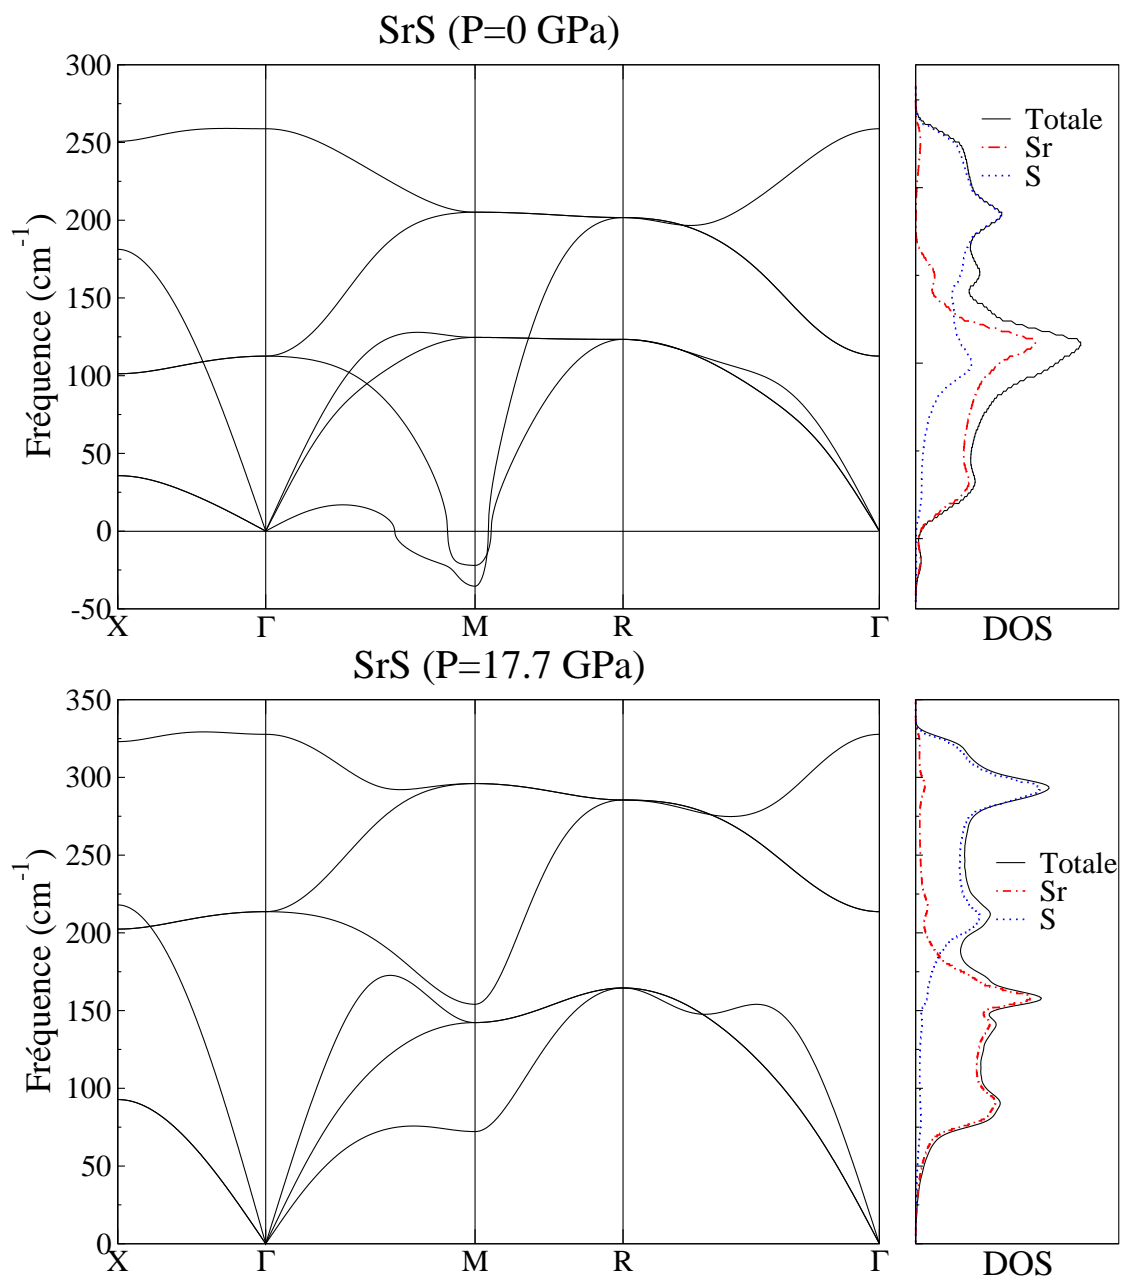 SrS (P=0 GPa)
Fréquence (cm⁻¹)
300
250
200
150
100
50
0
-50
X Γ M R Γ
Totale
Sr
S
DOS
SrS (P=17.7 GPa)
Fréquence (cm⁻¹)
350
300
250
200
150
100
50
0
X Γ M R Γ
Totale
Sr
S
DOS